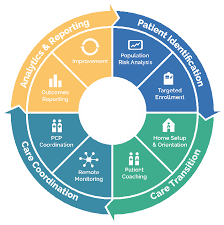 Analytics & Reporting
Patient Identification
Care Transition
Care Coordination
Improvement
Population
Risk Analysis
Targeted
Enrollment
Home Setup
& Orientation
Patient
Coaching
Remote
Monitoring
PCP
Coordination
Outcomes
Reporting